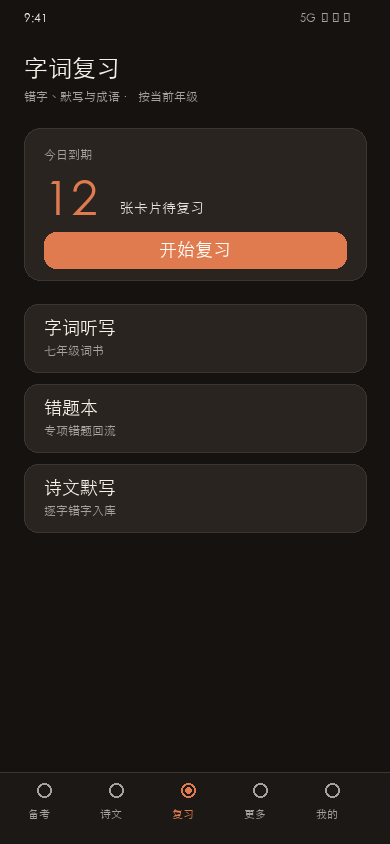 9:41 5G
字词复习
错字、默写与成语 · 按当前年级
今日到期
12 张卡片待复习
开始复习
字词听写
七年级词书
错题本
专项错题回流
诗文默写
逐字错字入库
备考 诗文 复习 更多 我的